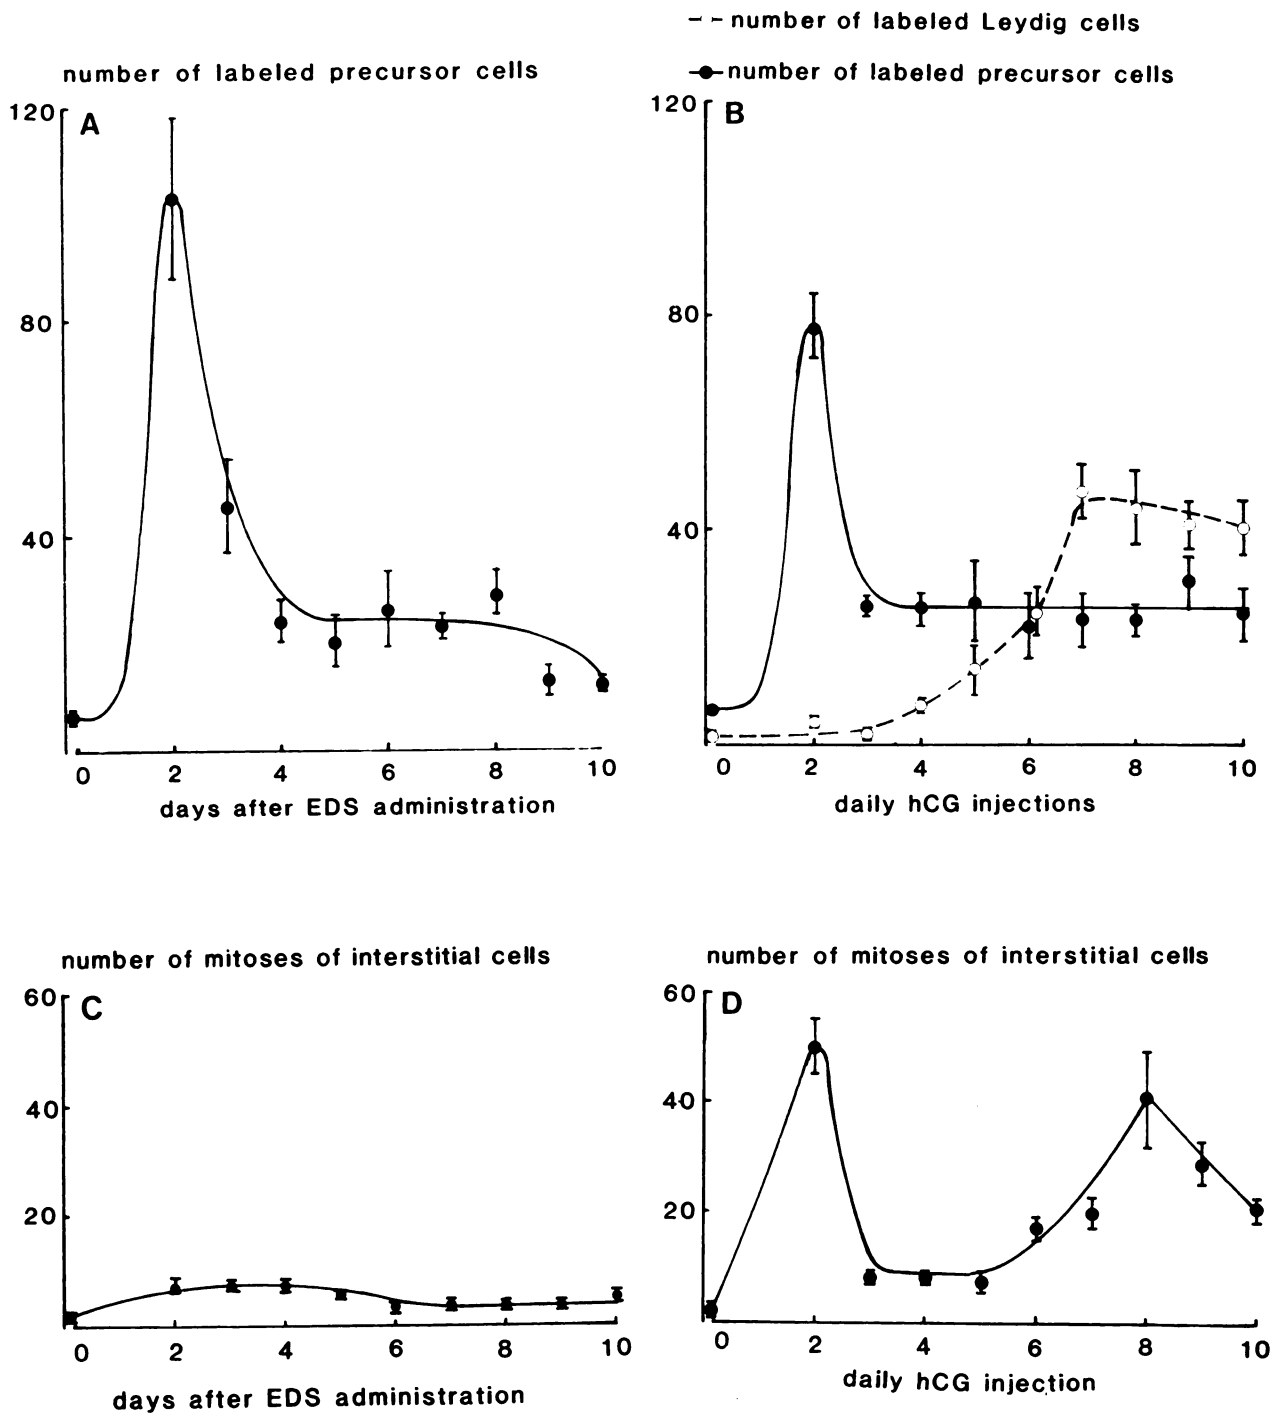 number of labeled Leydig cells
number of labeled precursor cells
number of labeled precursor cells
A
120
80
40
0 2 4 6 8 10
days after EDS administration
B
120
80
40
0 2 4 6 8 10
daily hCG injections
number of mitoses of interstitial cells
C
60
40
20
0 2 4 6 8 10
days after EDS administration
number of mitoses of interstitial cells
D
60
40
20
0 2 4 6 8 10
daily hCG injection